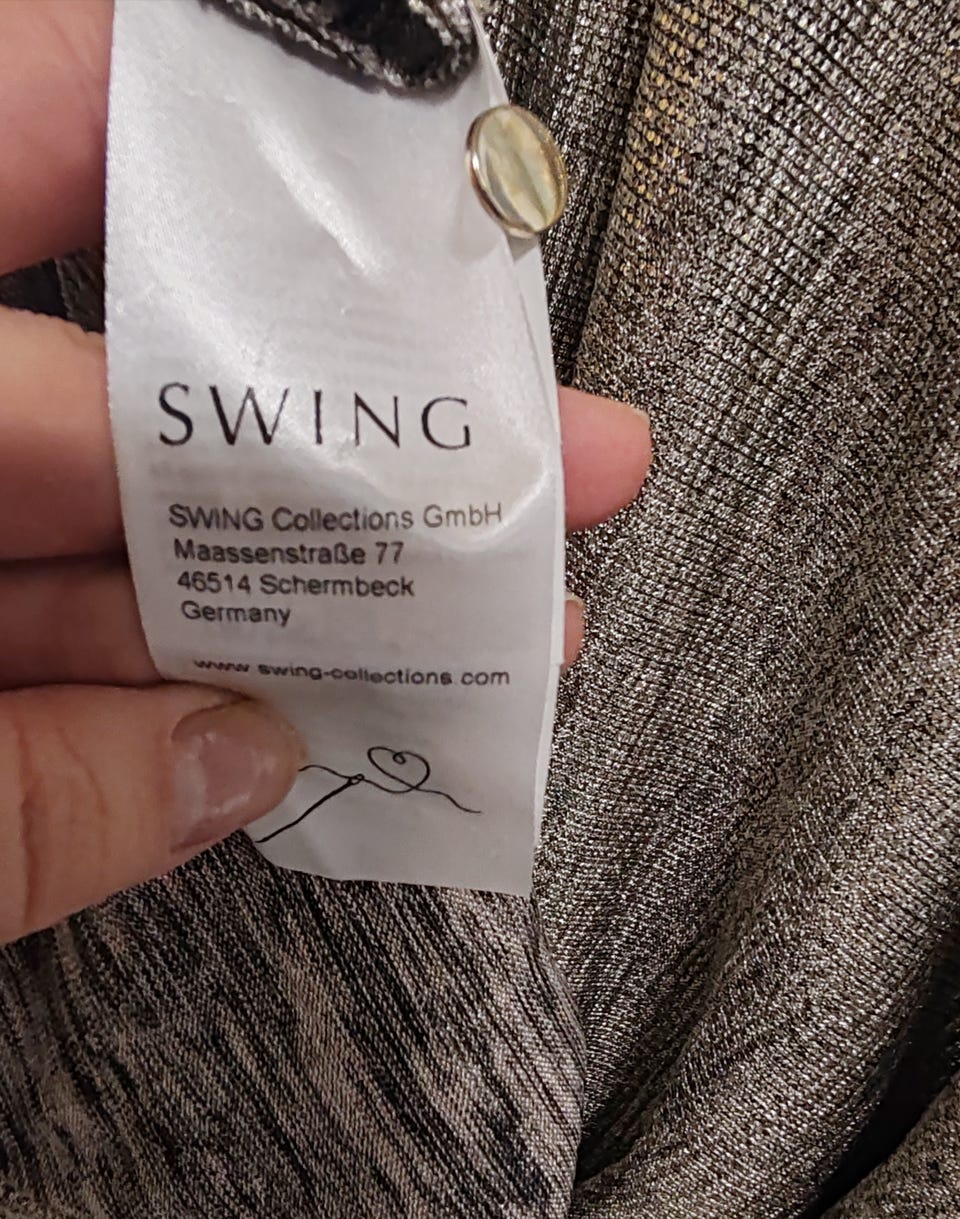 SWING
SWING Collections GmbH
Maassenstraße 77
46514 Schermbeck
Germany
www.swing-collections.com